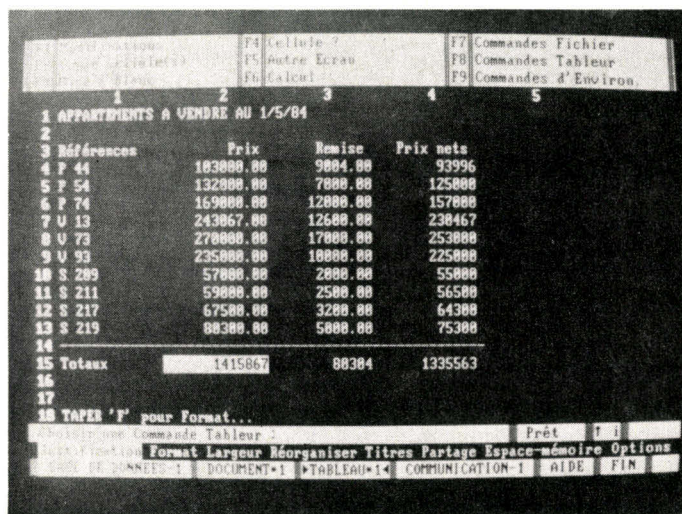 F4 Cellule ? F7 Commandes Fichier
F5 Autre Ecran F8 Commandes Tableur
F6 Calcul F9 Commandes d'Environ.
1 2 3 4 5
1 APPARTEMENTS A VENDRE AU 1/5/84
2
3 Références Prix Remise Prix nets
4 P 44 103000.00 9004.00 93996
5 P 54 132000.00 7000.00 125000
6 P 74 169000.00 12000.00 157000
7 V 13 243067.00 12600.00 230467
8 V 73 270000.00 17000.00 253000
9 V 93 235000.00 10000.00 225000
10 S 209 57000.00 2000.00 55000
11 S 211 59000.00 2500.00 56500
12 S 217 67500.00 3200.00 64300
13 S 219 80300.00 5000.00 75300
14
15 Totaux 1415867 80304 1335563
16
17
18 TAPER 'F' pour Format...
Choisir une Commande Tableur : Prêt ↑ i
Justification Format Largeur Réorganiser Titres Partage Espace-mémoire Options
BASE DE DONNEES-1 DOCUMENT*1 ▶TABLEAU*1◀ COMMUNICATION-1 AIDE FIN